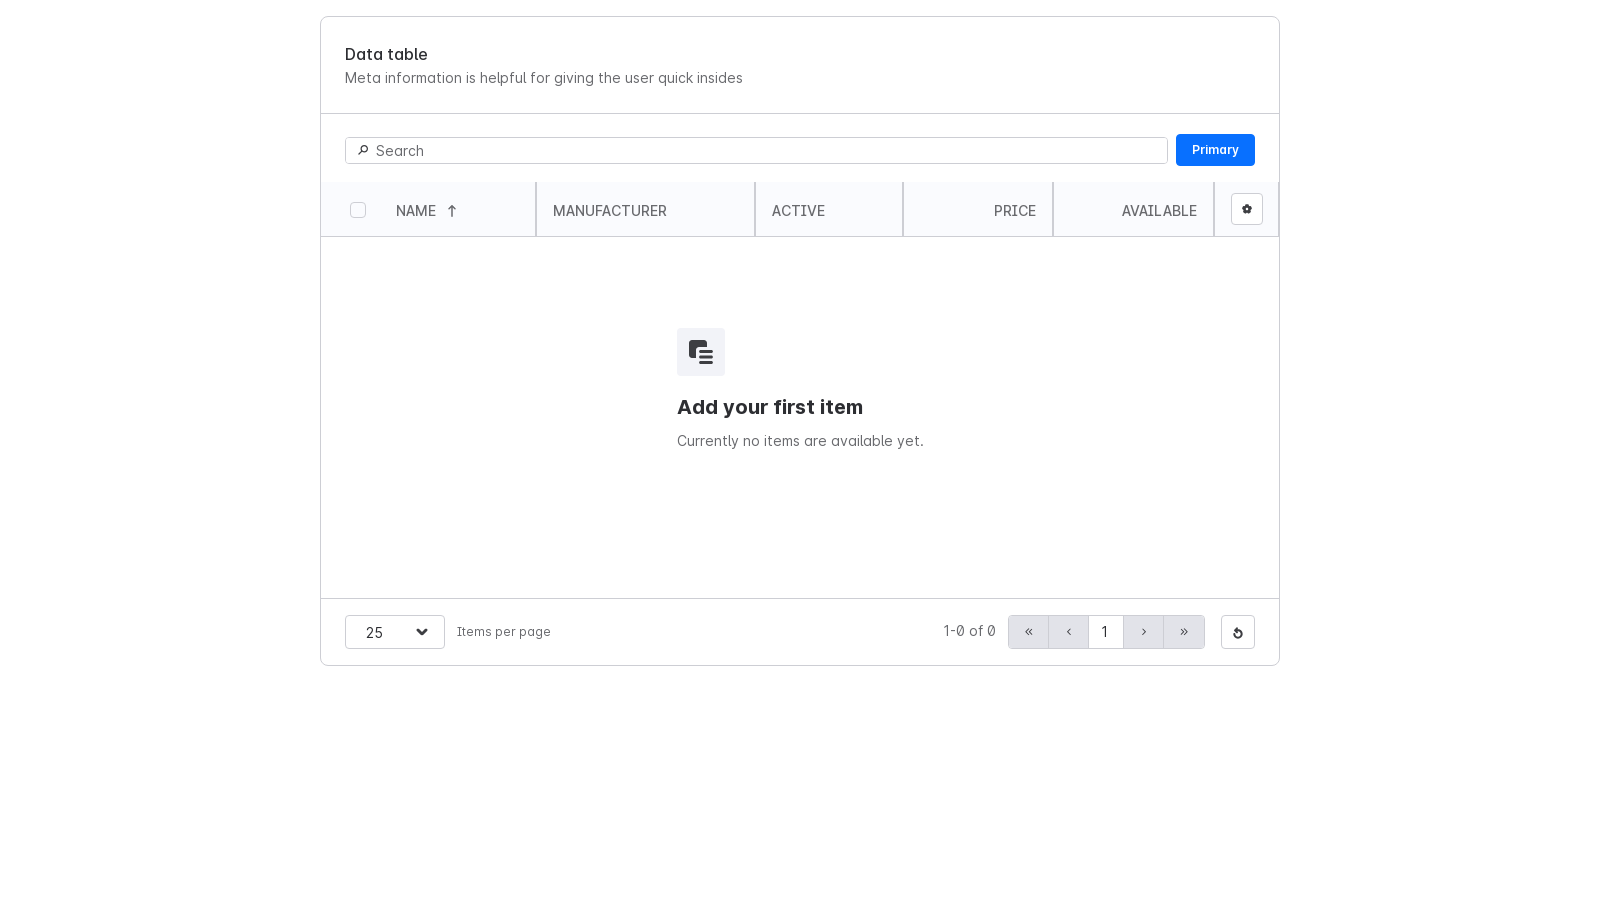 Data table
Meta information is helpful for giving the user quick insides
Search
Primary
NAME
MANUFACTURER
ACTIVE
PRICE
AVAILABLE
Add your first item
Currently no items are available yet.
25
Items per page
1-0 of 0
«
‹
1
›
»